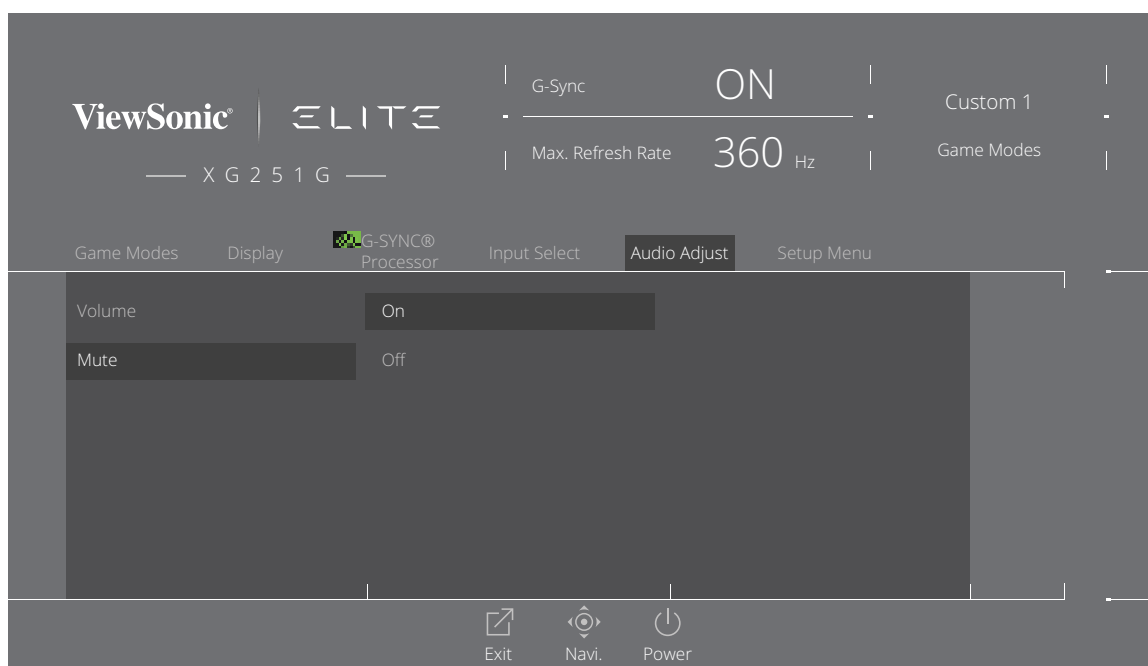 ViewSonic® ELITE
XG251G
G-Sync ON
Max. Refresh Rate 360 Hz
Custom 1
Game Modes
Game Modes
Display
G-SYNC®
Processor
Input Select
Audio Adjust
Setup Menu
Volume
On
Mute
Off
Exit
Navi.
Power